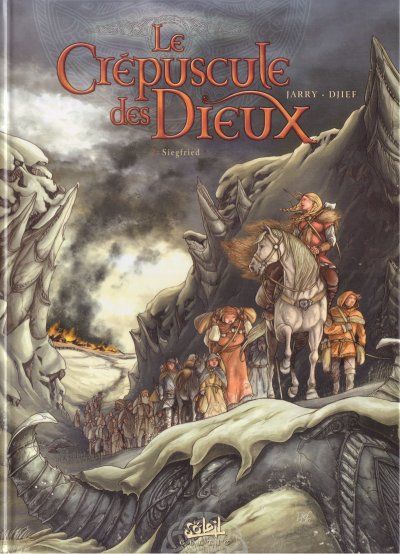 Le
Crépuscule
des Dieux
JARRY • DJIEF
Siegfried
Soleil